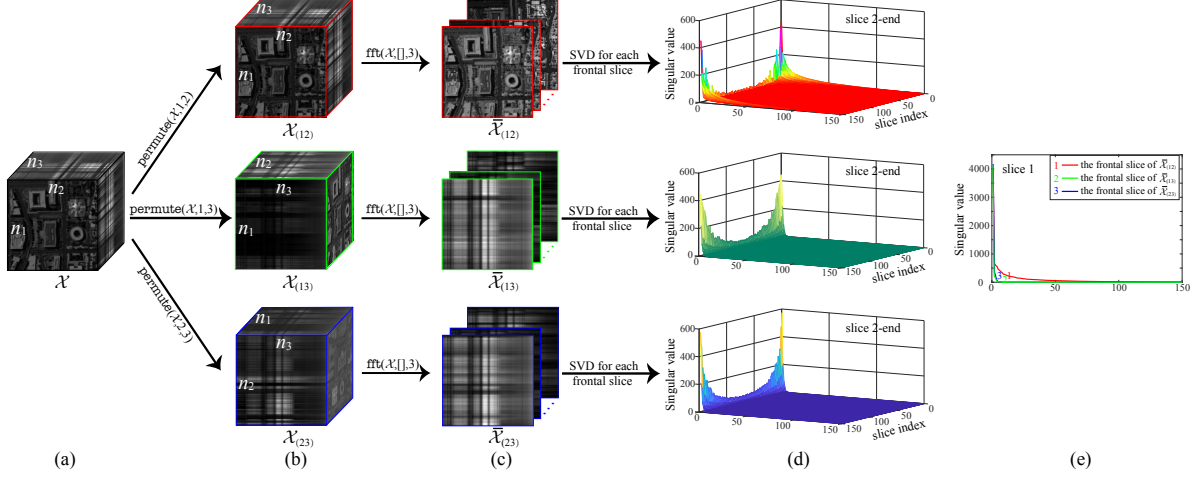 n₃
n₂
n₁
𝒳
permute(𝒳,1,2)
permute(𝒳,1,3)
permute(𝒳,2,3)
n₃
n₂
n₁
𝒳₍₁₂₎
fft(𝒳,[],3)
𝒳̄₍₁₂₎
SVD for each
frontal slice
slice 2-end
Singular value
600
400
200
0
0
50
100
150
slice index
150
100
50
0
n₂
n₃
n₁
𝒳₍₁₃₎
fft(𝒳,[],3)
𝒳̄₍₁₃₎
SVD for each
frontal slice
slice 2-end
Singular value
600
400
200
0
0
50
100
150
slice index
150
100
50
0
n₁
n₃
n₂
𝒳₍₂₃₎
fft(𝒳,[],3)
𝒳̄₍₂₃₎
SVD for each
frontal slice
slice 2-end
Singular value
600
400
200
0
0
50
100
150
slice index
150
100
50
0
slice 1
1 the frontal slice of 𝒳̄₍₁₂₎
2 the frontal slice of 𝒳̄₍₁₃₎
3 the frontal slice of 𝒳̄₍₂₃₎
Singular value
4000
3000
2000
1000
0
3
1
0
50
100
150
(a)
(b)
(c)
(d)
(e)